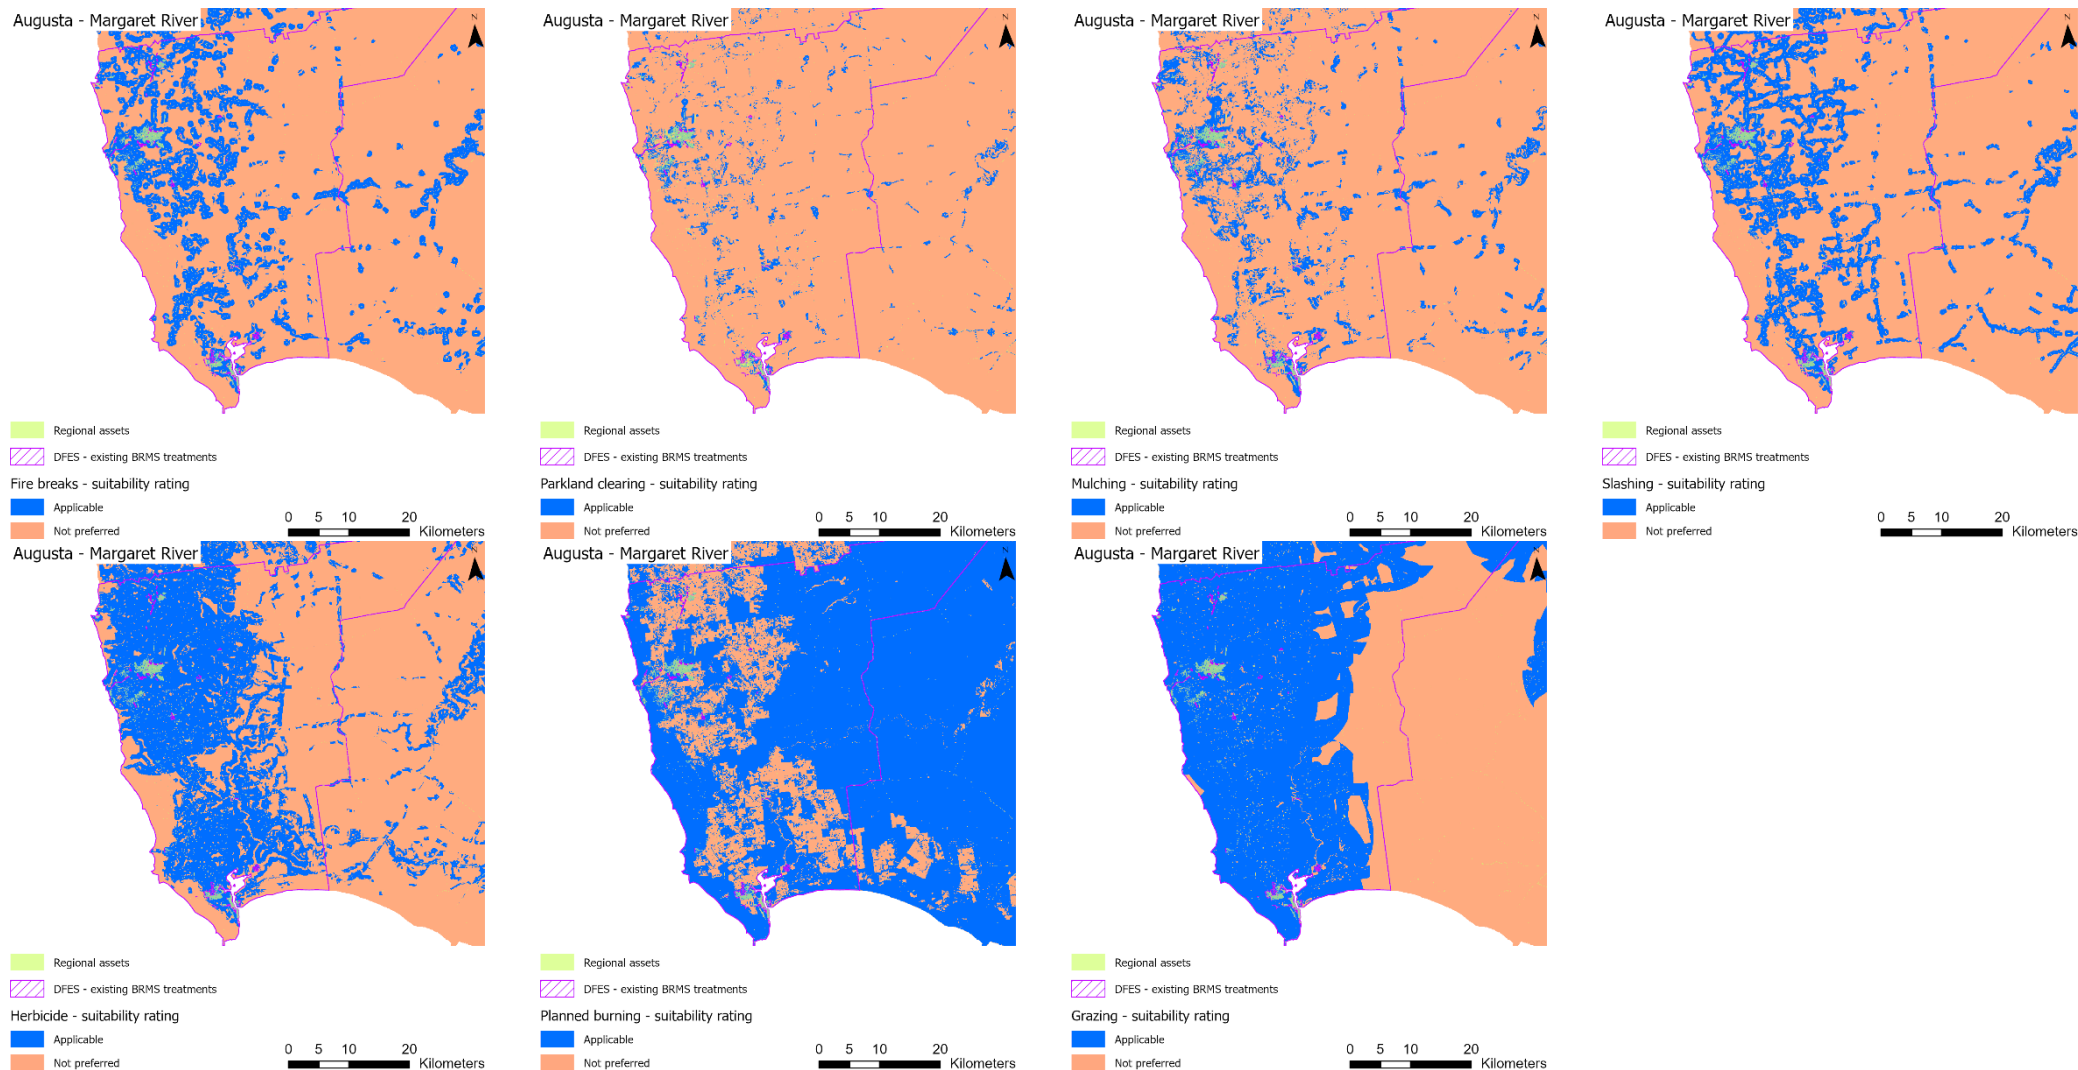 Augusta - Margaret River
N
Regional assets
DFES - existing BRMS treatments
Fire breaks - suitability rating
Applicable
Not preferred
0 5 10 20 Kilometers
Augusta - Margaret River
N
Regional assets
DFES - existing BRMS treatments
Parkland clearing - suitability rating
Applicable
Not preferred
0 5 10 20 Kilometers
Augusta - Margaret River
N
Regional assets
DFES - existing BRMS treatments
Mulching - suitability rating
Applicable
Not preferred
0 5 10 20 Kilometers
Augusta - Margaret River
N
Regional assets
DFES - existing BRMS treatments
Slashing - suitability rating
Applicable
Not preferred
0 5 10 20 Kilometers
Augusta - Margaret River
N
Regional assets
DFES - existing BRMS treatments
Herbicide - suitability rating
Applicable
Not preferred
0 5 10 20 Kilometers
Augusta - Margaret River
N
Regional assets
DFES - existing BRMS treatments
Planned burning - suitability rating
Applicable
Not preferred
0 5 10 20 Kilometers
Augusta - Margaret River
N
Regional assets
DFES - existing BRMS treatments
Grazing - suitability rating
Applicable
Not preferred
0 5 10 20 Kilometers